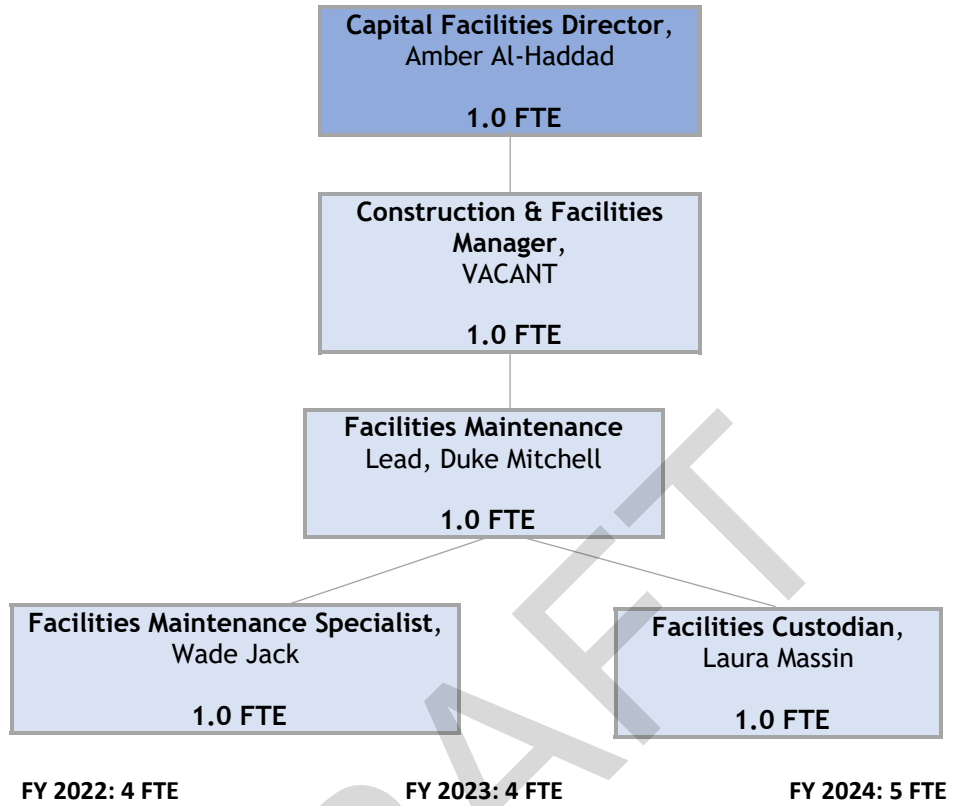 Capital Facilities Director,
Amber Al-Haddad
1.0 FTE
Construction & Facilities
Manager,
VACANT
1.0 FTE
Facilities Maintenance
Lead, Duke Mitchell
1.0 FTE
Facilities Maintenance Specialist,
Wade Jack
1.0 FTE
Facilities Custodian,
Laura Massin
1.0 FTE
FY 2022: 4 FTE
FY 2023: 4 FTE
FY 2024: 5 FTE
RAFT